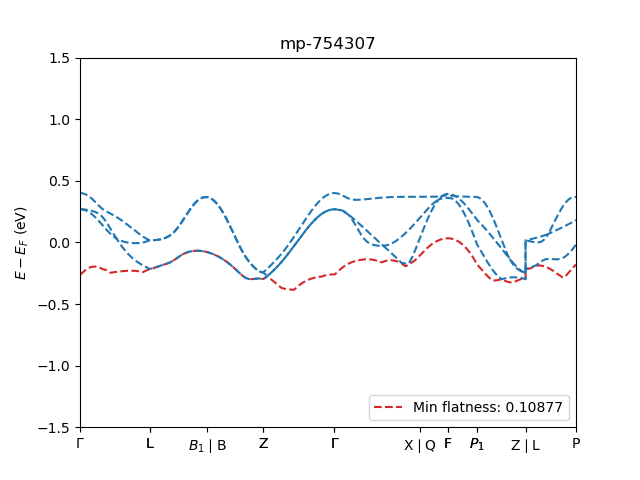 mp-754307
E − E_F (eV)
1.5
1.0
0.5
0.0
−0.5
−1.0
−1.5
Min flatness: 0.10877
Γ L B₁ | B Z Γ X | Q F P₁ Z | L P